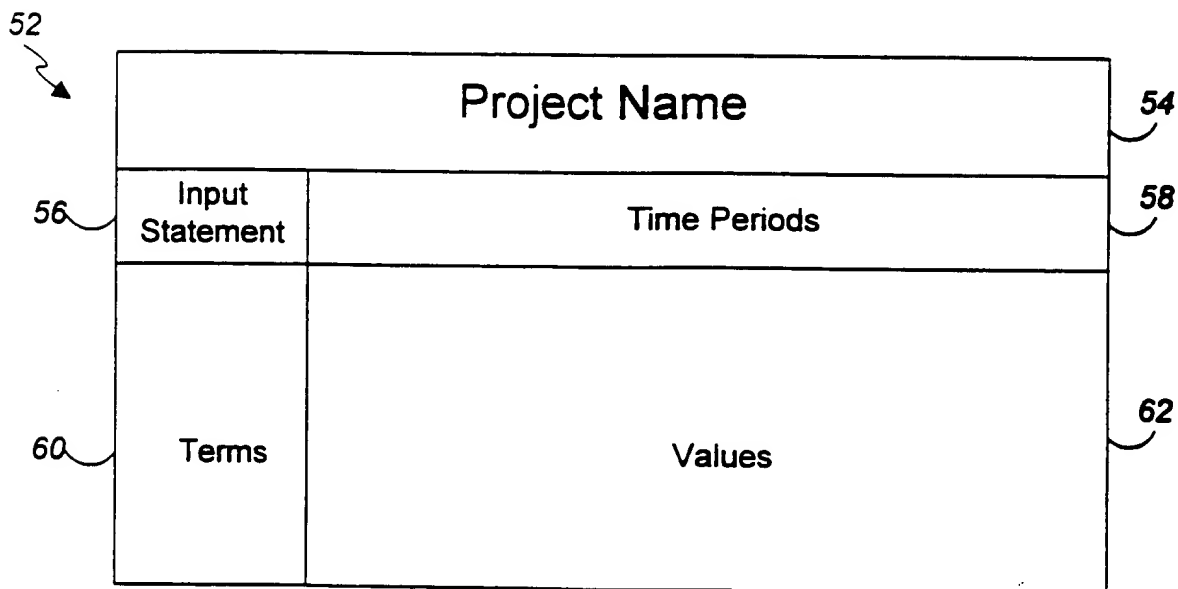 52
Project Name
54
56
Input
Statement
Time Periods
58
60
Terms
Values
62